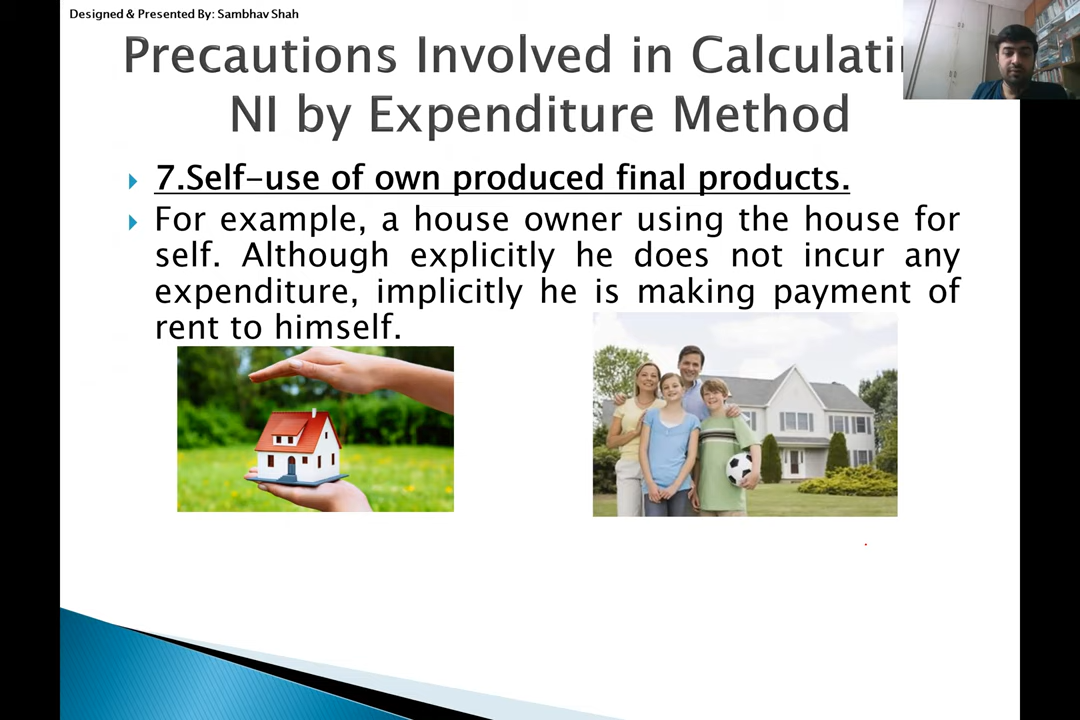 Designed & Presented By: Sambhav Shah
Precautions Involved in Calculati
NI by Expenditure Method
7.Self-use of own produced final products.
For example, a house owner using the house for
self. Although explicitly he does not incur any
expenditure, implicitly he is making payment of
rent to himself.